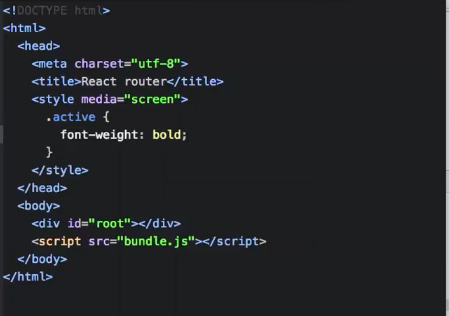 <!DOCTYPE html>
<html>
<head>
<meta charset="utf-8">
<title>React router</title>
<style media="screen">
.active {
font-weight: bold;
}
</style>
</head>
<body>
<div id="root"></div>
<script src="bundle.js"></script>
</body>
</html>